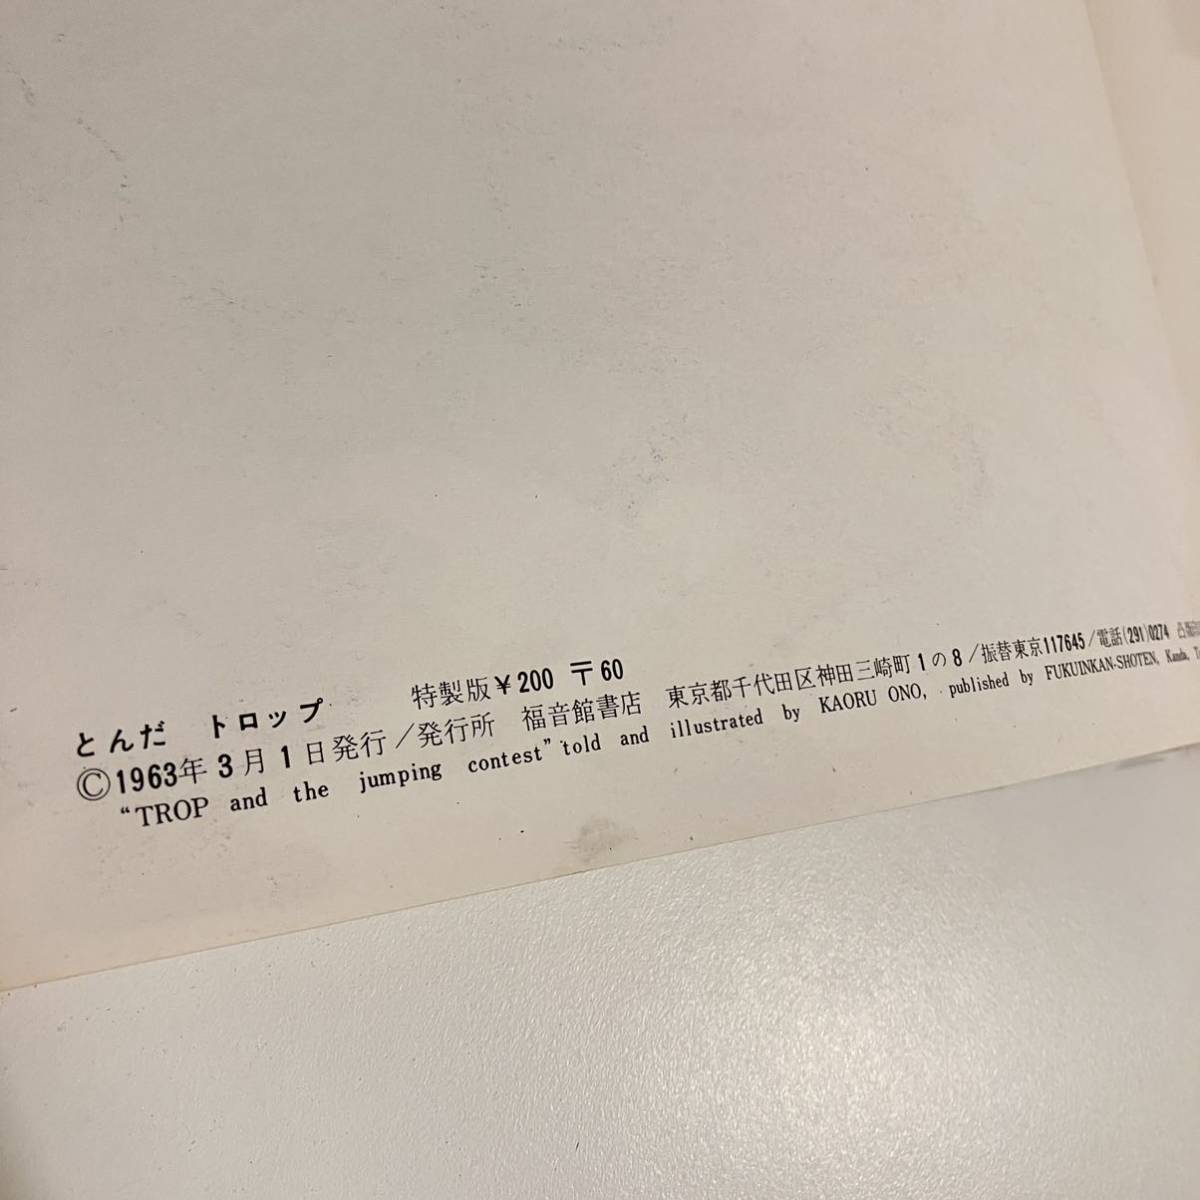 とんだ トロップ 特製版 ¥200 〒60
©1963年3月1日発行/発行所 福音館書店 東京都千代田区神田三崎町1の8/振替東京117645/電話(291)0274
“TROP and the jumping contest” told and illustrated by KAORU ONO, published by FUKUINKAN-SHOTEN, Kanda,